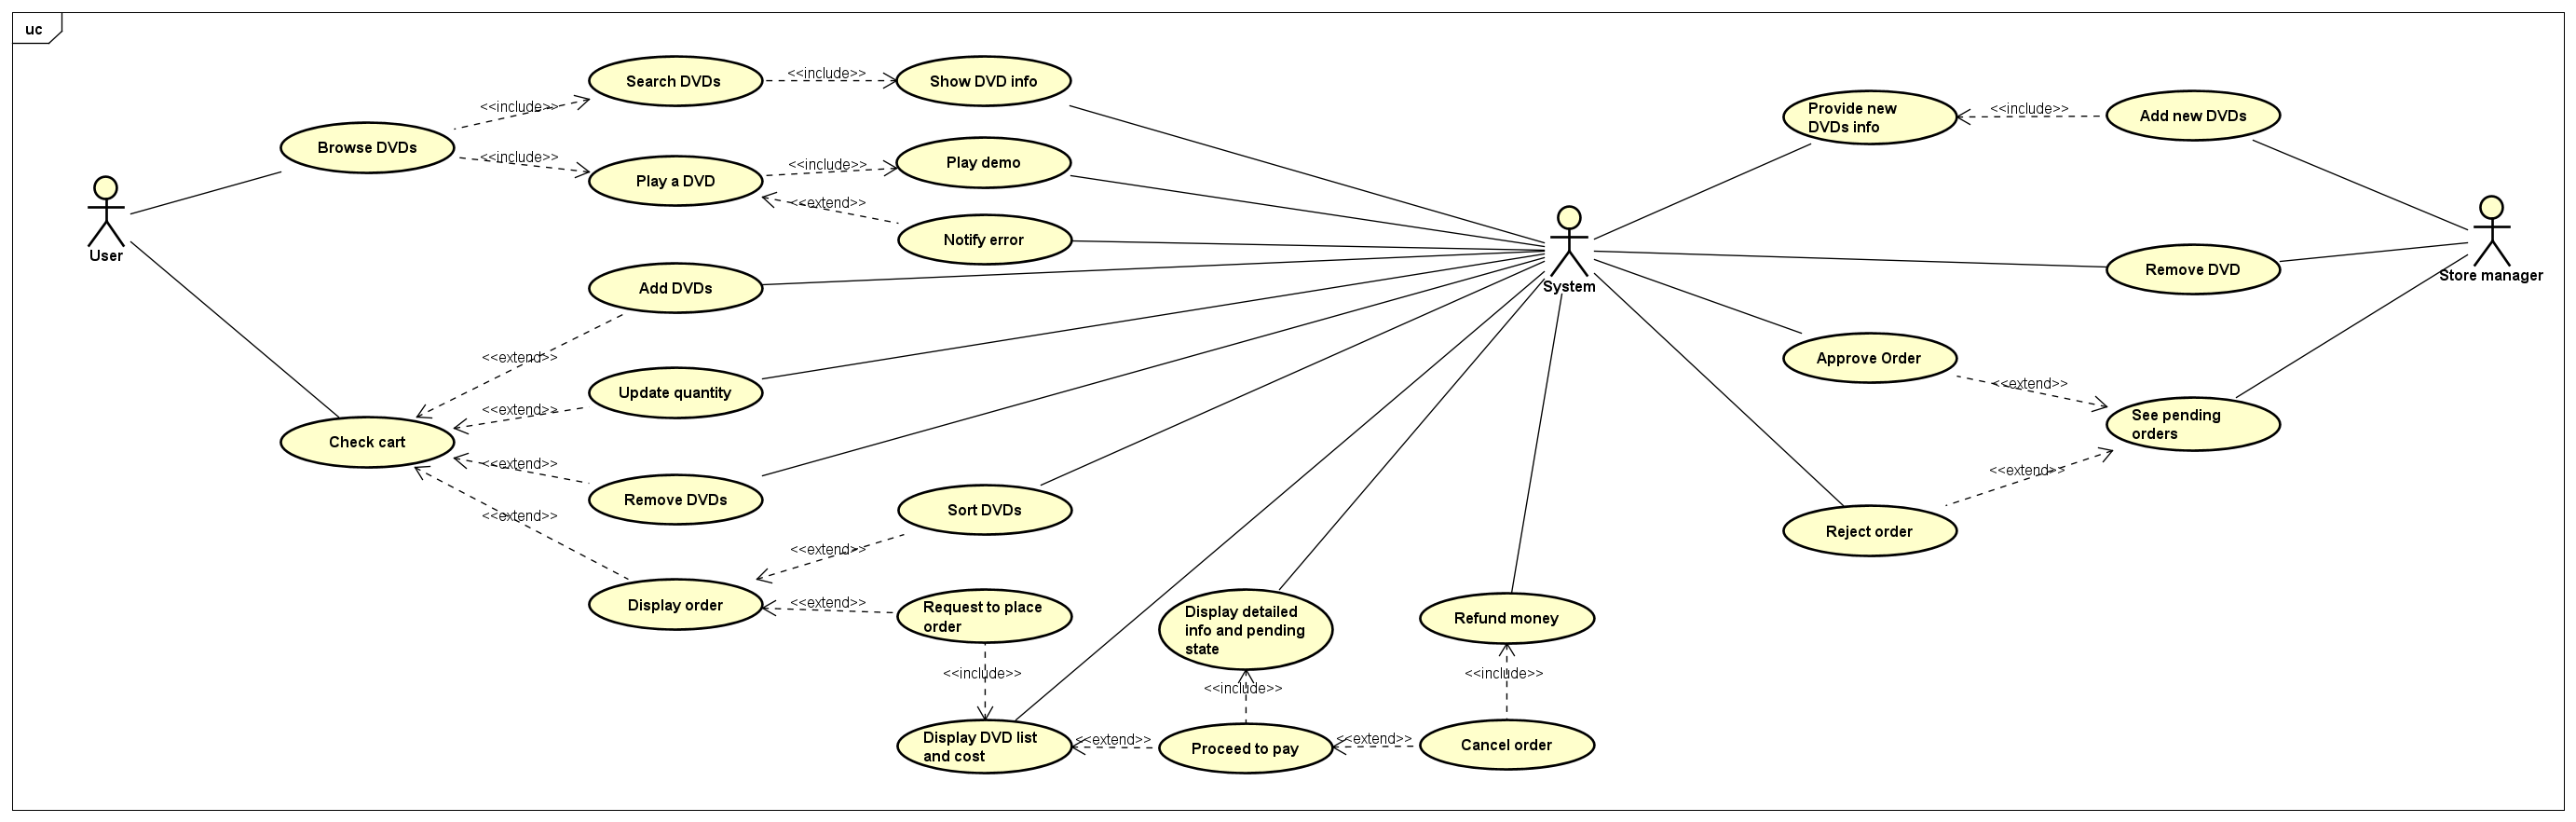 uc
Search DVDs
<<include>>
Show DVD info
<<include>>
Browse DVDs
<<include>>
Play a DVD
<<include>>
Play demo
<<extend>>
Notify error
User
Add DVDs
<<extend>>
Update quantity
<<extend>>
Check cart
<<extend>>
Remove DVDs
<<extend>>
Sort DVDs
<<extend>>
Display order
<<extend>>
Request to place
order
<<include>>
Display DVD list
and cost
<<extend>>
Display detailed
info and pending
state
<<include>>
Proceed to pay
<<extend>>
Refund money
<<include>>
Cancel order
System
Provide new
DVDs info
<<include>>
Add new DVDs
Remove DVD
Store manager
Approve Order
<<extend>>
See pending
orders
<<extend>>
Reject order